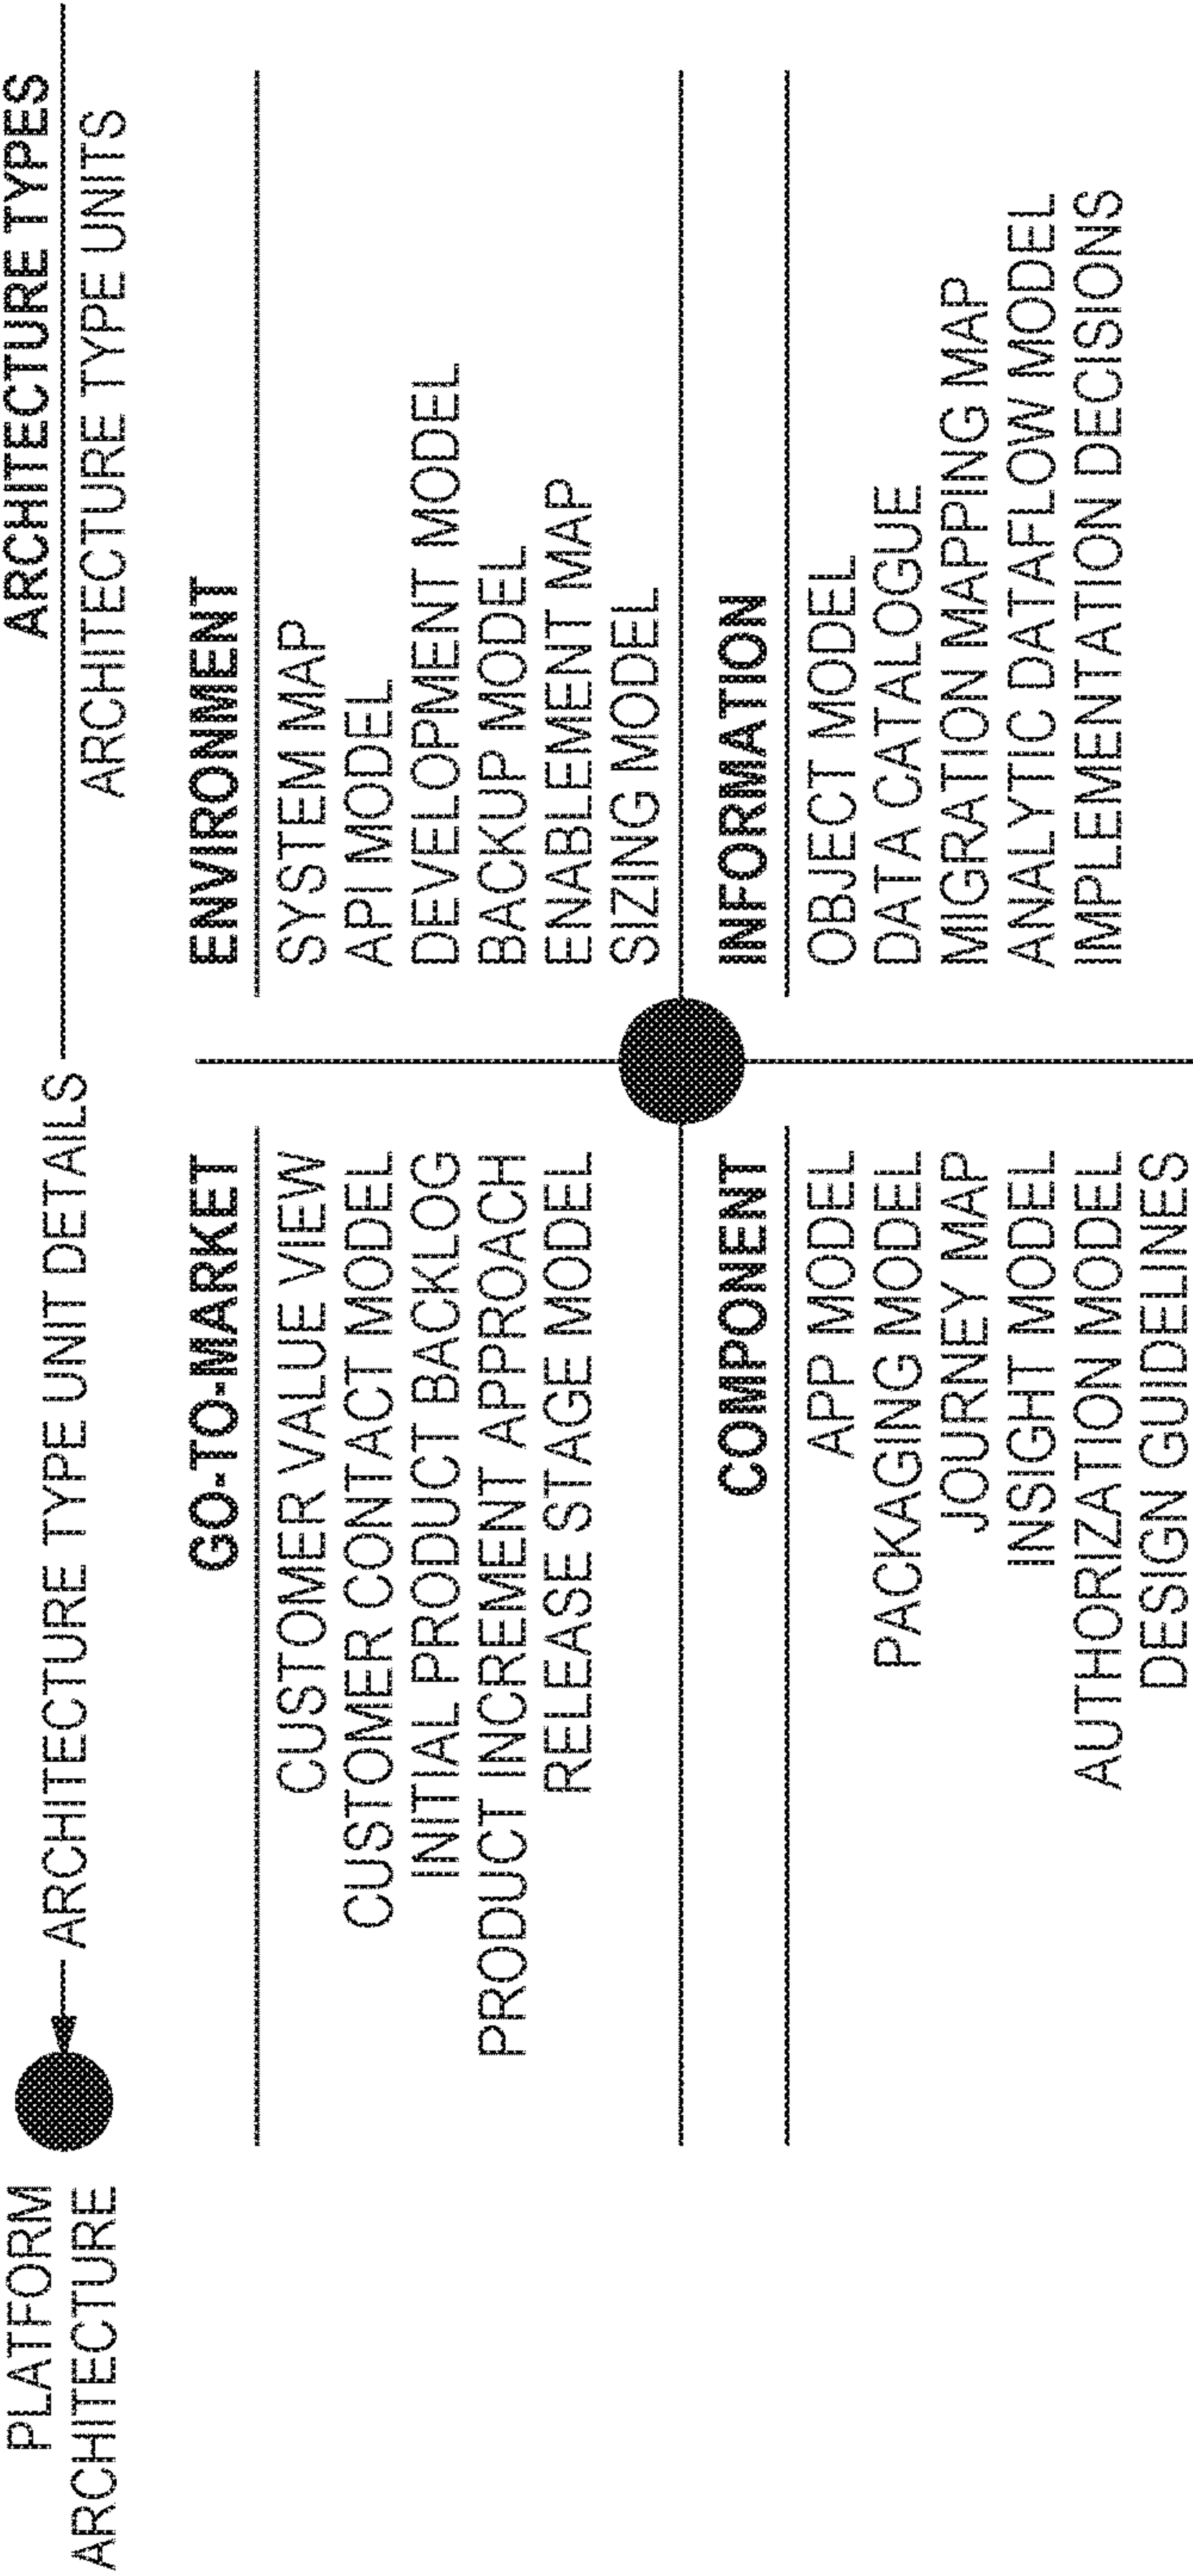 PLATFORM
ARCHITECTURE
ARCHITECTURE TYPE UNIT DETAILS
ARCHITECTURE TYPES
ARCHITECTURE TYPE UNITS
GO-TO-MARKET
CUSTOMER VALUE VIEW
CUSTOMER CONTACT MODEL
INITIAL PRODUCT BACKLOG
PRODUCT INCREMENT APPROACH
RELEASE STAGE MODEL
ENVIRONMENT
SYSTEM MAP
API MODEL
DEVELOPMENT MODEL
BACKUP MODEL
ENABLEMENT MAP
SIZING MODEL
COMPONENT
APP MODEL
PACKAGING MODEL
JOURNEY MAP
INSIGHT MODEL
AUTHORIZATION MODEL
DESIGN GUIDELINES
INFORMATION
OBJECT MODEL
DATA CATALOGUE
MIGRATION MAPPING MAP
ANALYTIC DATAFLOW MODEL
IMPLEMENTATION DECISIONS